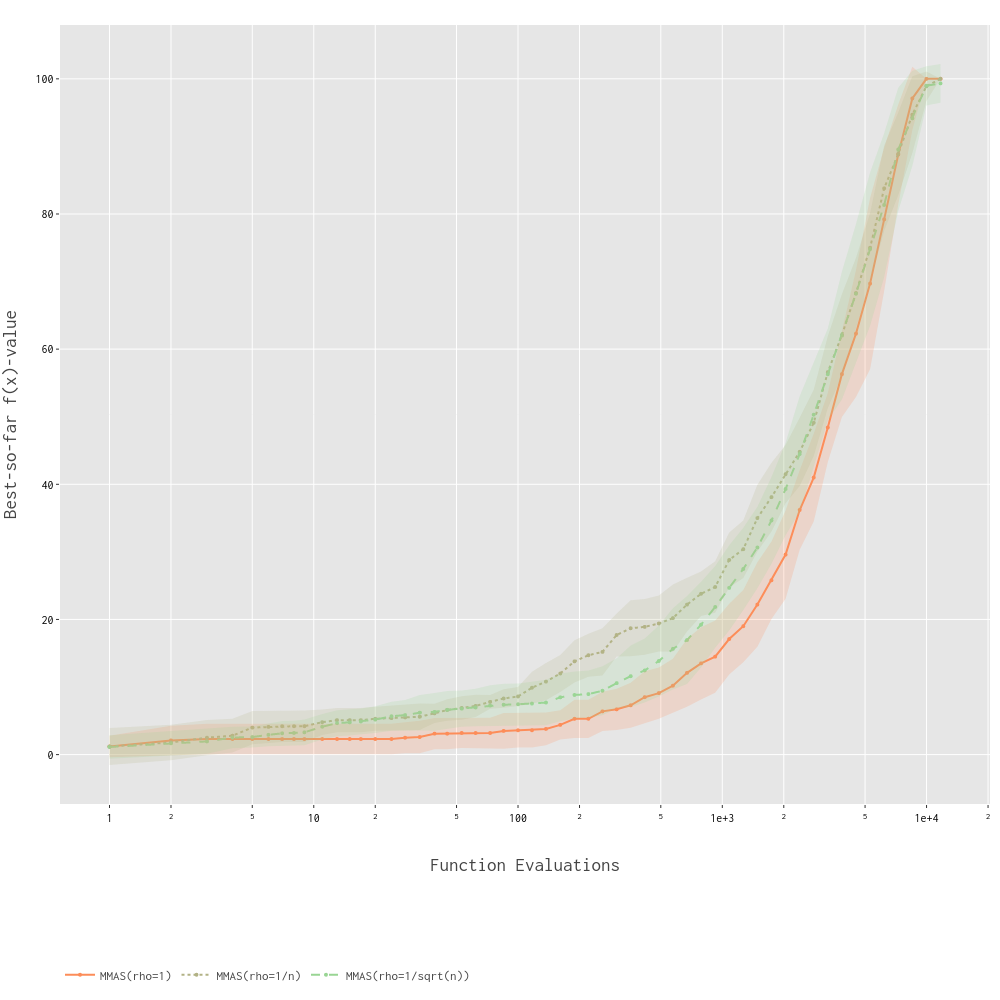 100
80
60
40
20
0
Best-so-far f(x)-value
1 2 5 10 2 5 100 2 5 1e+3 2 5 1e+4 2
Function Evaluations
MMAS(rho=1) MMAS(rho=1/n) MMAS(rho=1/sqrt(n))